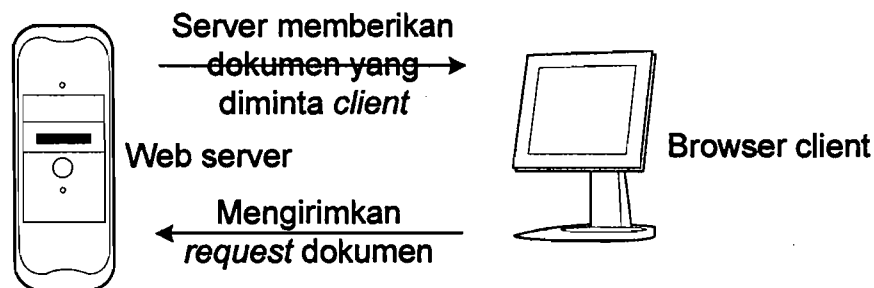 Server memberikan
dokumen yang
diminta client
Web server
Browser client
Mengirimkan
request dokumen